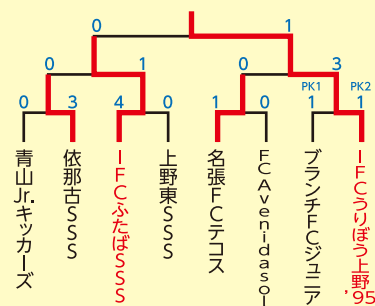 0 1
0 1 0 3
PK1 PK2
0 3 4 0 1 0 1 1
青山Jr.キッカーズ
依那古SSS
IFCふたばSSS
上野東SSS
名張FCテコス
FCAvenidasol
ブランチFCジュニア
IFCうりぼう上野'95